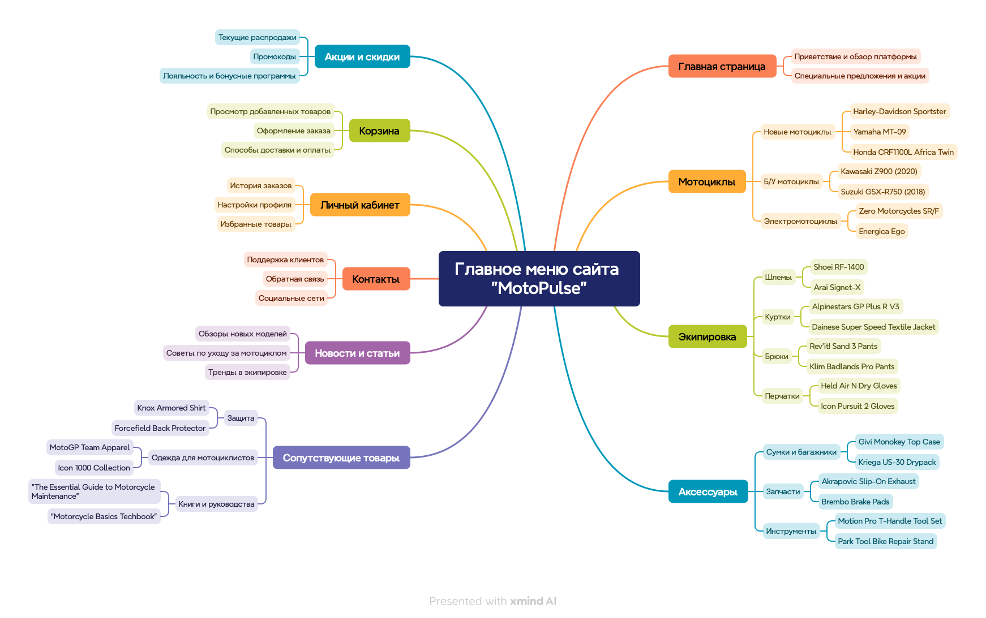 Главное меню сайта
"MotoPulse"
Главная страница
Приветствие и обзор платформы
Специальные предложения и акции
Мотоциклы
Новые мотоциклы
Harley-Davidson Sportster
Yamaha MT-09
Honda CRF1100L Africa Twin
Б/У мотоциклы
Kawasaki Z900 (2020)
Suzuki GSX-R750 (2018)
Электромотоциклы
Zero Motorcycles SR/F
Energica Ego
Экипировка
Шлемы
Shoei RF-1400
Arai Signet-X
Куртки
Alpinestars GP Plus R V3
Dainese Super Speed Textile Jacket
Брюки
Rev'it! Sand 3 Pants
Klim Badlands Pro Pants
Перчатки
Held Air N Dry Gloves
Icon Pursuit 2 Gloves
Аксессуары
Сумки и багажники
Givi Monokey Top Case
Kriega US-30 Drypack
Запчасти
Akrapovic Slip-On Exhaust
Brembo Brake Pads
Инструменты
Motion Pro T-Handle Tool Set
Park Tool Bike Repair Stand
Акции и скидки
Текущие распродажи
Промокоды
Лояльность и бонусные программы
Корзина
Просмотр добавленных товаров
Оформление заказа
Способы доставки и оплаты
Личный кабинет
История заказов
Настройки профиля
Избранные товары
Контакты
Поддержка клиентов
Обратная связь
Социальные сети
Новости и статьи
Обзоры новых моделей
Советы по уходу за мотоциклом
Тренды в экипировке
Сопутствующие товары
Защита
Knox Armored Shirt
Forcefield Back Protector
Одежда для мотоциклистов
MotoGP Team Apparel
Icon 1000 Collection
Книги и руководства
"The Essential Guide to Motorcycle
Maintenance"
"Motorcycle Basics Techbook"
Presented with xmind AI